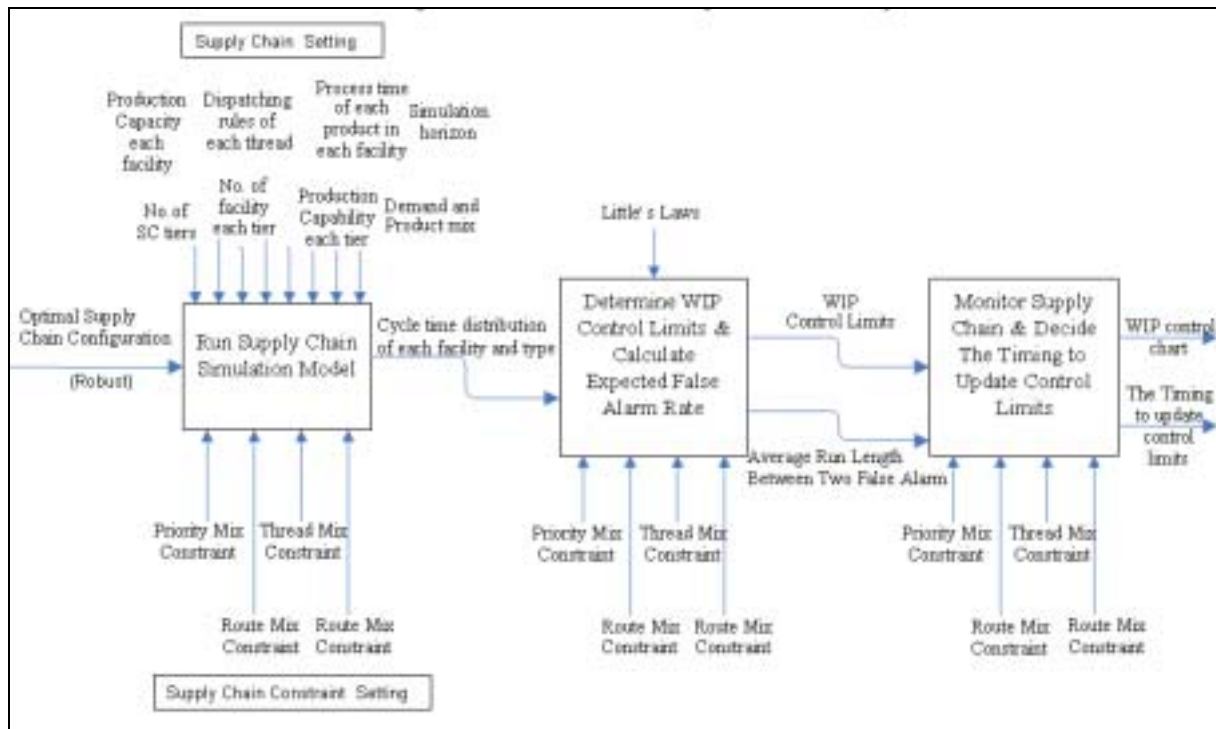 Supply Chain Setting
Production
Capacity
each
facility
Dispatching
rules of
each thread
Process time
of each
product in
each facility
Simulation
horizon
No. of
SC tiers
No. of
facility
each tier
Production
Capability
each tier
Demand and
Product mix
Little's Laws
Optimal Supply
Chain Configuration
(Robust)
Run Supply Chain
Simulation Model
Cycle time distribution
of each facility and type
Determine WIP
Control Limits &
Calculate
Expected False
Alarm Rate
WIP
Control Limits
Average Run Length
Between Two False Alarm
Monitor Supply
Chain & Decide
The Timing to
Update Control
Limits
WIP control
chart
The Timing
to update
control
limits
Priority Mix
Constraint
Thread Mix
Constraint
Route Mix
Constraint
Route Mix
Constraint
Priority Mix
Constraint
Thread Mix
Constraint
Route Mix
Constraint
Route Mix
Constraint
Priority Mix
Constraint
Thread Mix
Constraint
Route Mix
Constraint
Route Mix
Constraint
Supply Chain Constraint Setting